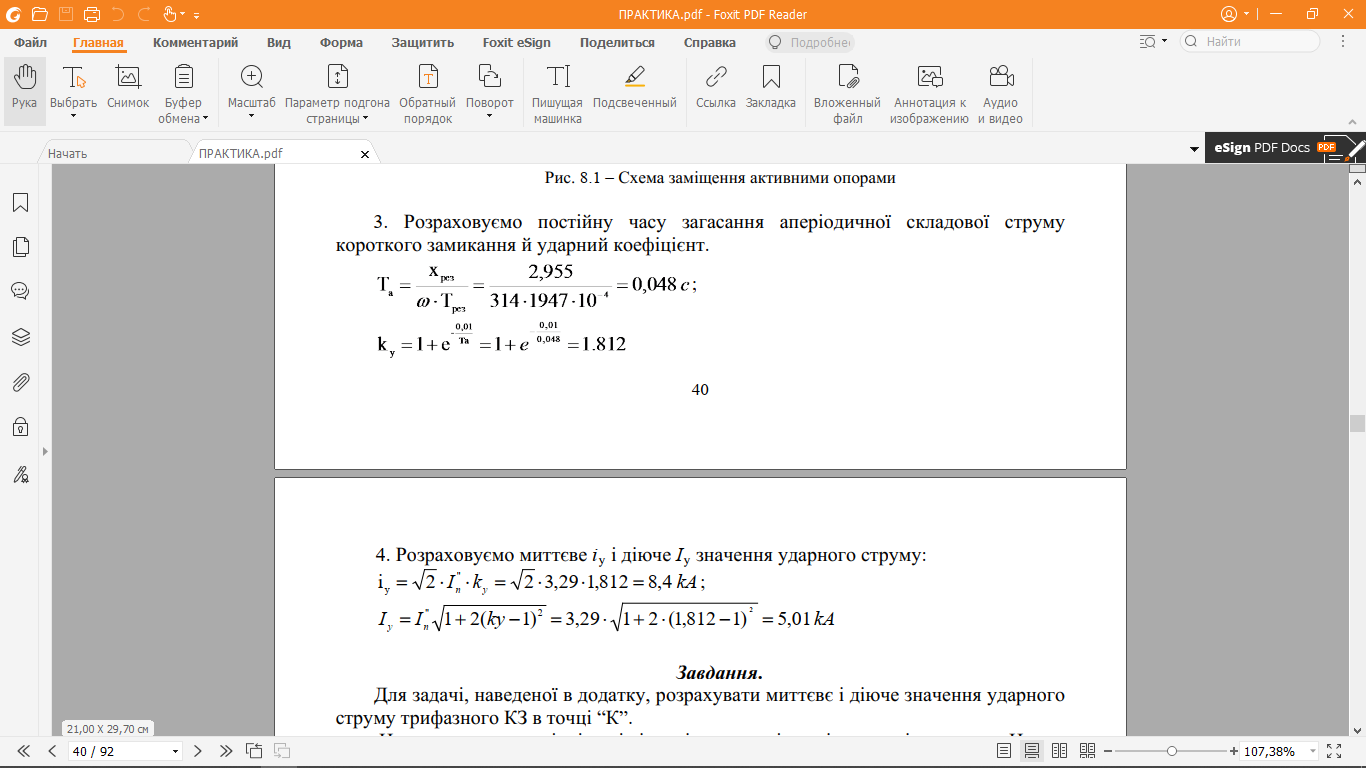 ПРАКТИКА.pdf - Foxit PDF Reader
Файл Главная Комментарий Вид Форма Защитить Foxit eSign Поделиться Справка Подробнее Найти
Рука Выбрать Снимок Буфер обмена Масштаб Параметр подгона страницы Обратный порядок Поворот Пишущая машинка Подсвеченный Ссылка Закладка Вложенный файл Аннотация к изображению Аудио и видео
Начать ПРАКТИКА.pdf eSign PDF Docs PDF
Рис. 8.1 – Схема заміщення активними опорами
3. Розраховуємо постійну часу загасання аперіодичної складової струму
короткого замикання й ударний коефіцієнт.
Tа = xрез / (ω · Tрез) = 2,955 / (314 · 1947 · 10⁻⁴) = 0,048 c;
kу = 1 + e^(-0,01/Ta) = 1 + e^(-0,01/0,048) = 1.812
40
4. Розраховуємо миттєве iу і діюче Iу значення ударного струму:
iу = √2 · Iп" · kу = √2 · 3,29 · 1,812 = 8,4 kA;
Iу = Iп" √(1 + 2(ky − 1)²) = 3,29 · √(1 + 2 · (1,812 − 1)²) = 5,01 kA
Завдання.
Для задачі, наведеної в додатку, розрахувати миттєвє і діюче значення ударного
струму трифазного КЗ в точці “К”.
21,00 X 29,70 см
40 / 92 107,38%